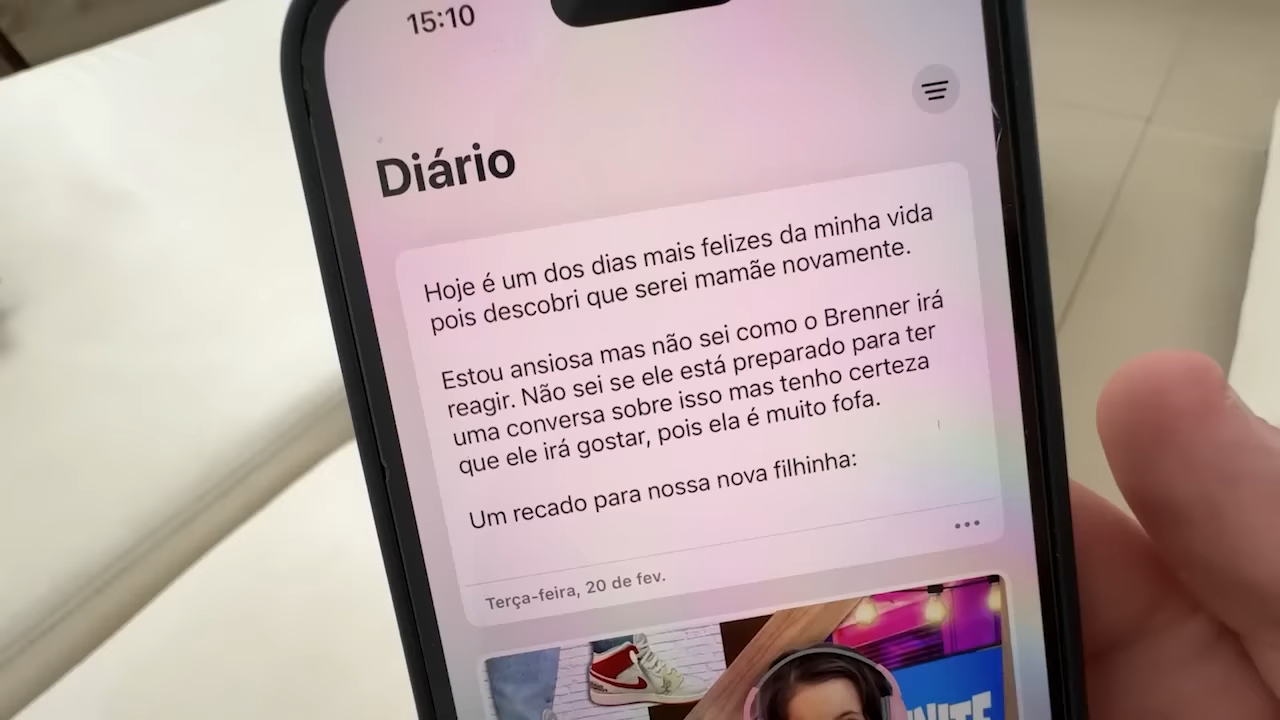 15:10
Diário
Hoje é um dos dias mais felizes da minha vida
pois descobri que serei mamãe novamente.
Estou ansiosa mas não sei como o Brenner irá
reagir. Não sei se ele está preparado para ter
uma conversa sobre isso mas tenho certeza
que ele irá gostar, pois ela é muito fofa.
Um recado para nossa nova filhinha:
Terça-feira, 20 de fev.